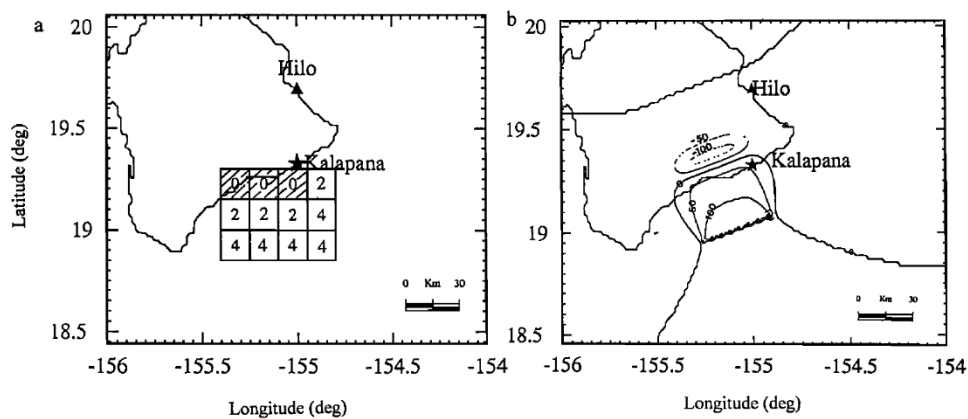 a
b
20
20
Hilo
Hilo
19.5
19.5
-50
-100
Kalapana
Kalapana
0 0 0 2
0
50
100
2 2 2 4
19
19
4 4 4 4
0
Km
0 30
Km
0 30
18.5
18.5
-156 -155.5 -155 -154.5 -154
-156 -155.5 -155 -154.5 -154
Latitude (deg)
Longitude (deg)
Longitude (deg)